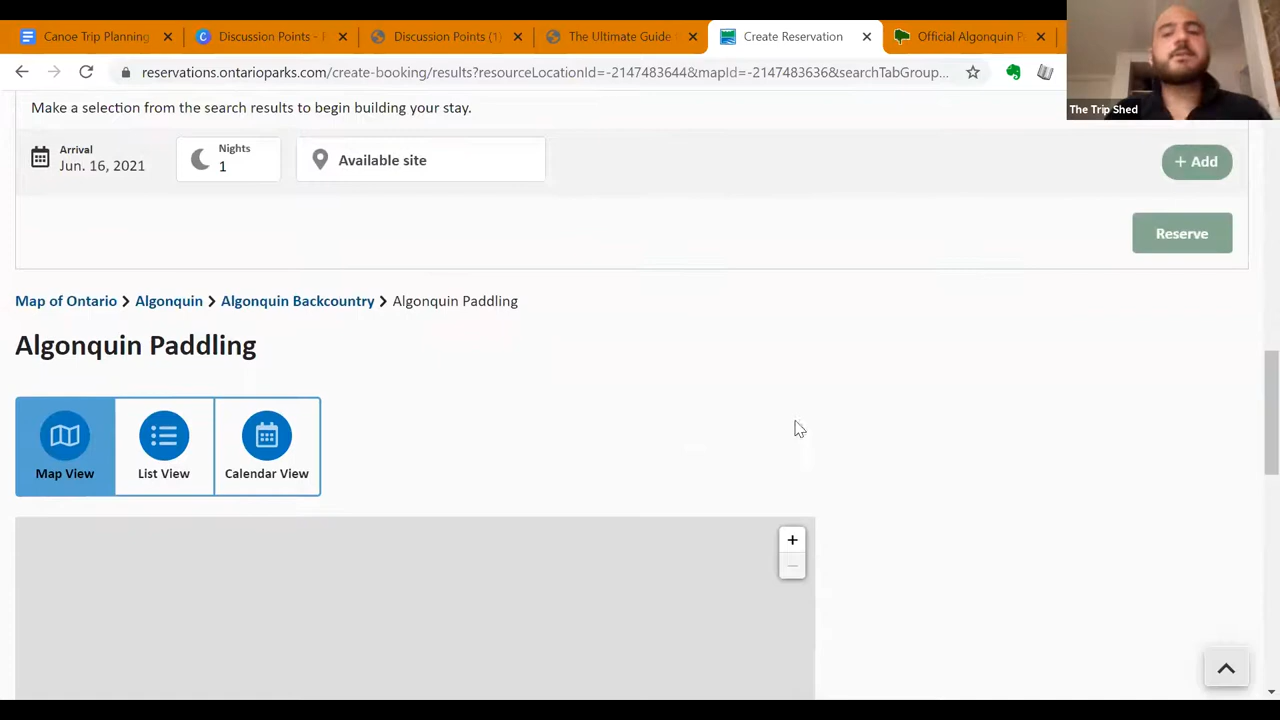 Canoe Trip Planning
Discussion Points -
Discussion Points (1)
The Ultimate Guide
Create Reservation
Official Algonquin P
reservations.ontarioparks.com/create-booking/results?resourceLocationId=-2147483644&mapId=-2147483636&searchTabGroup...
The Trip Shed
Make a selection from the search results to begin building your stay.
Arrival
Jun. 16, 2021
Nights
1
Available site
+ Add
Reserve
Map of Ontario > Algonquin > Algonquin Backcountry > Algonquin Paddling
Algonquin Paddling
Map View
List View
Calendar View
+
−